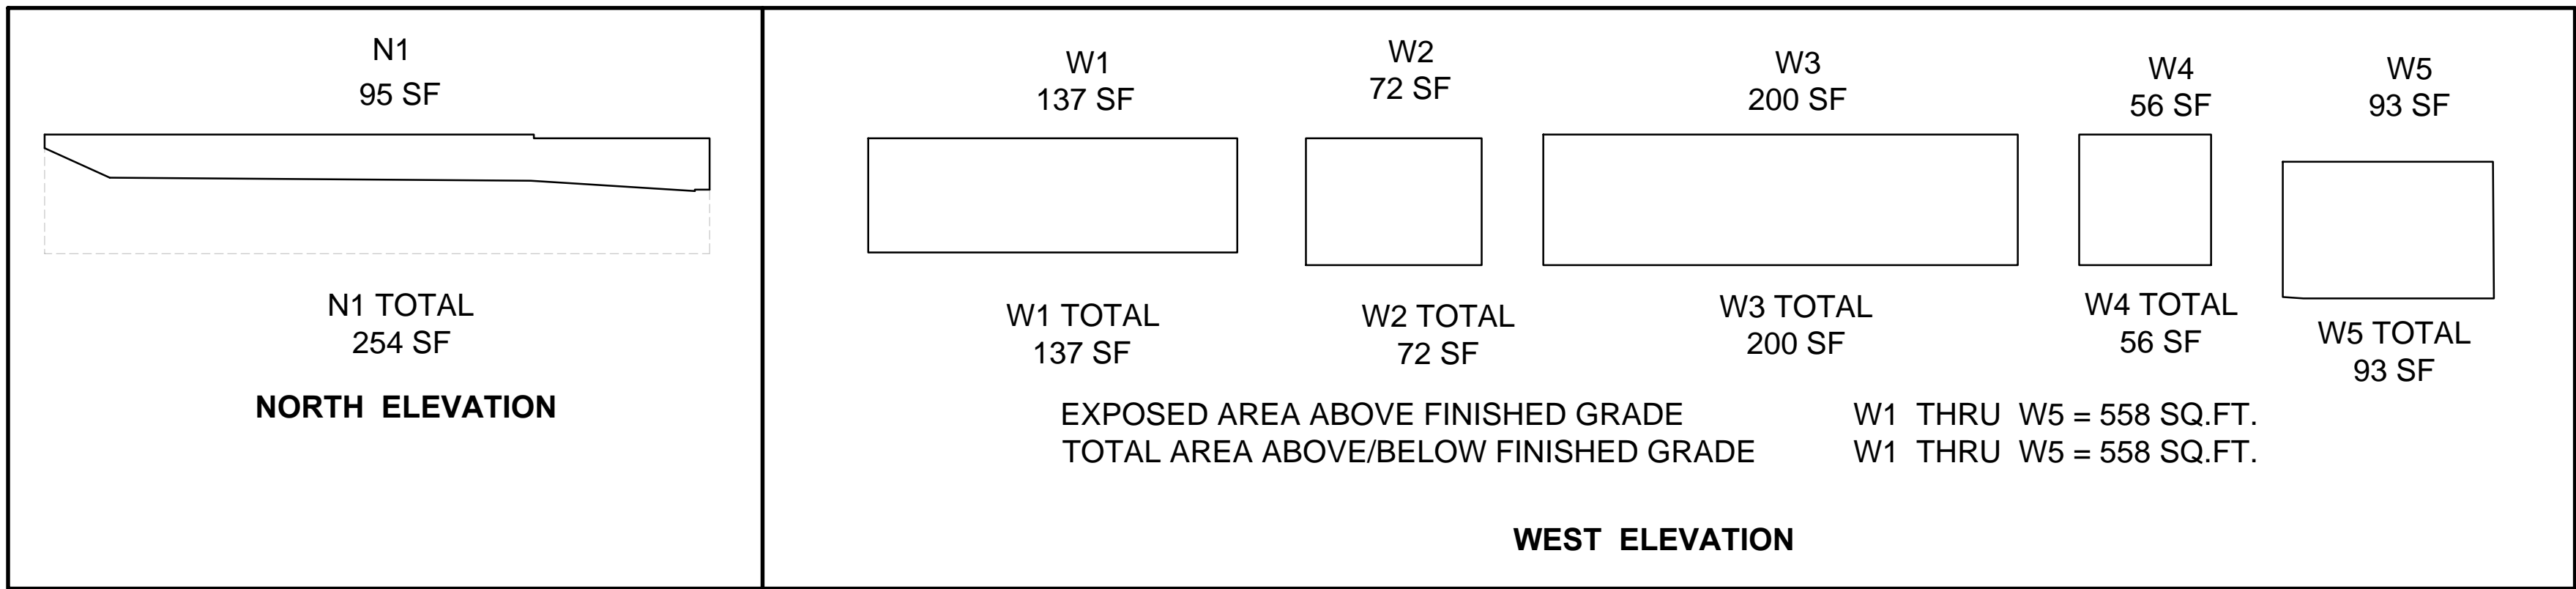 N1
95 SF
N1 TOTAL
254 SF
NORTH ELEVATION
W1
137 SF
W2
72 SF
W3
200 SF
W4
56 SF
W5
93 SF
W1 TOTAL
137 SF
W2 TOTAL
72 SF
W3 TOTAL
200 SF
W4 TOTAL
56 SF
W5 TOTAL
93 SF
EXPOSED AREA ABOVE FINISHED GRADE W1 THRU W5 = 558 SQ.FT.
TOTAL AREA ABOVE/BELOW FINISHED GRADE W1 THRU W5 = 558 SQ.FT.
WEST ELEVATION